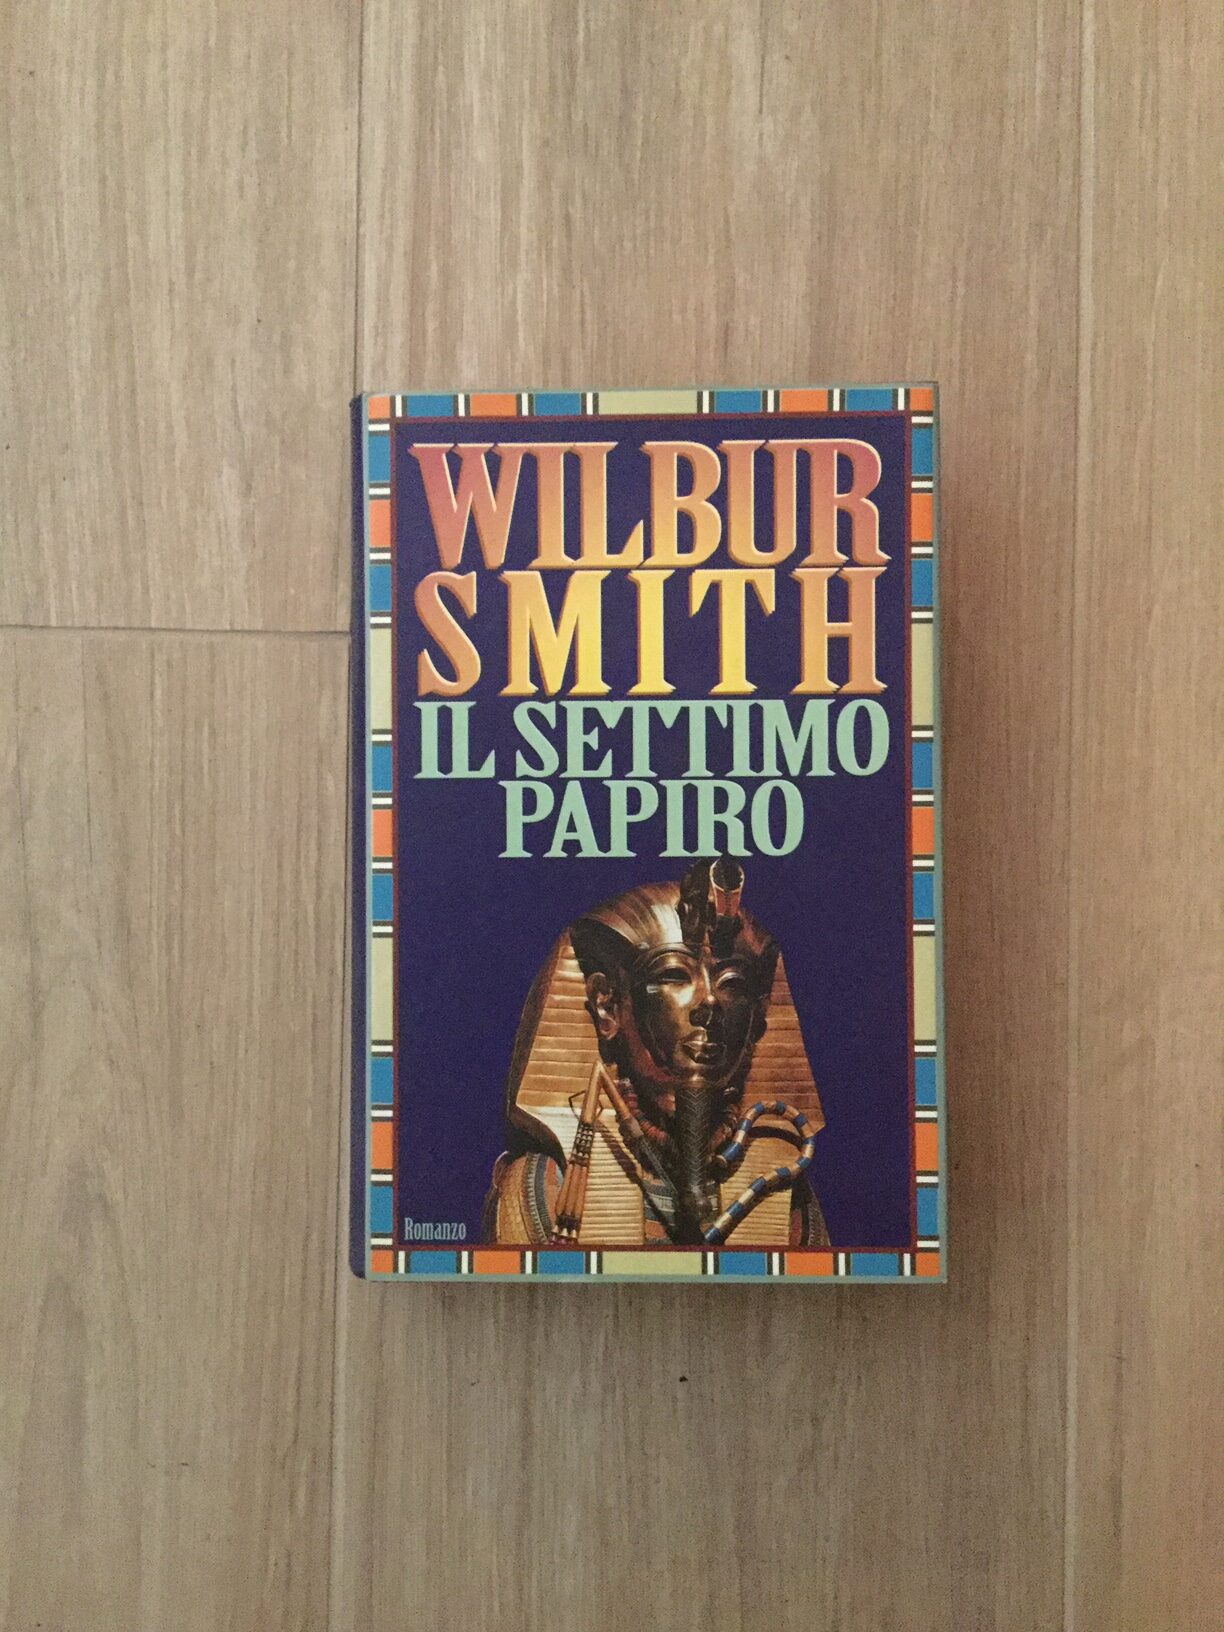 WILBUR
SMITH
IL SETTIMO
PAPIRO
Romanzo